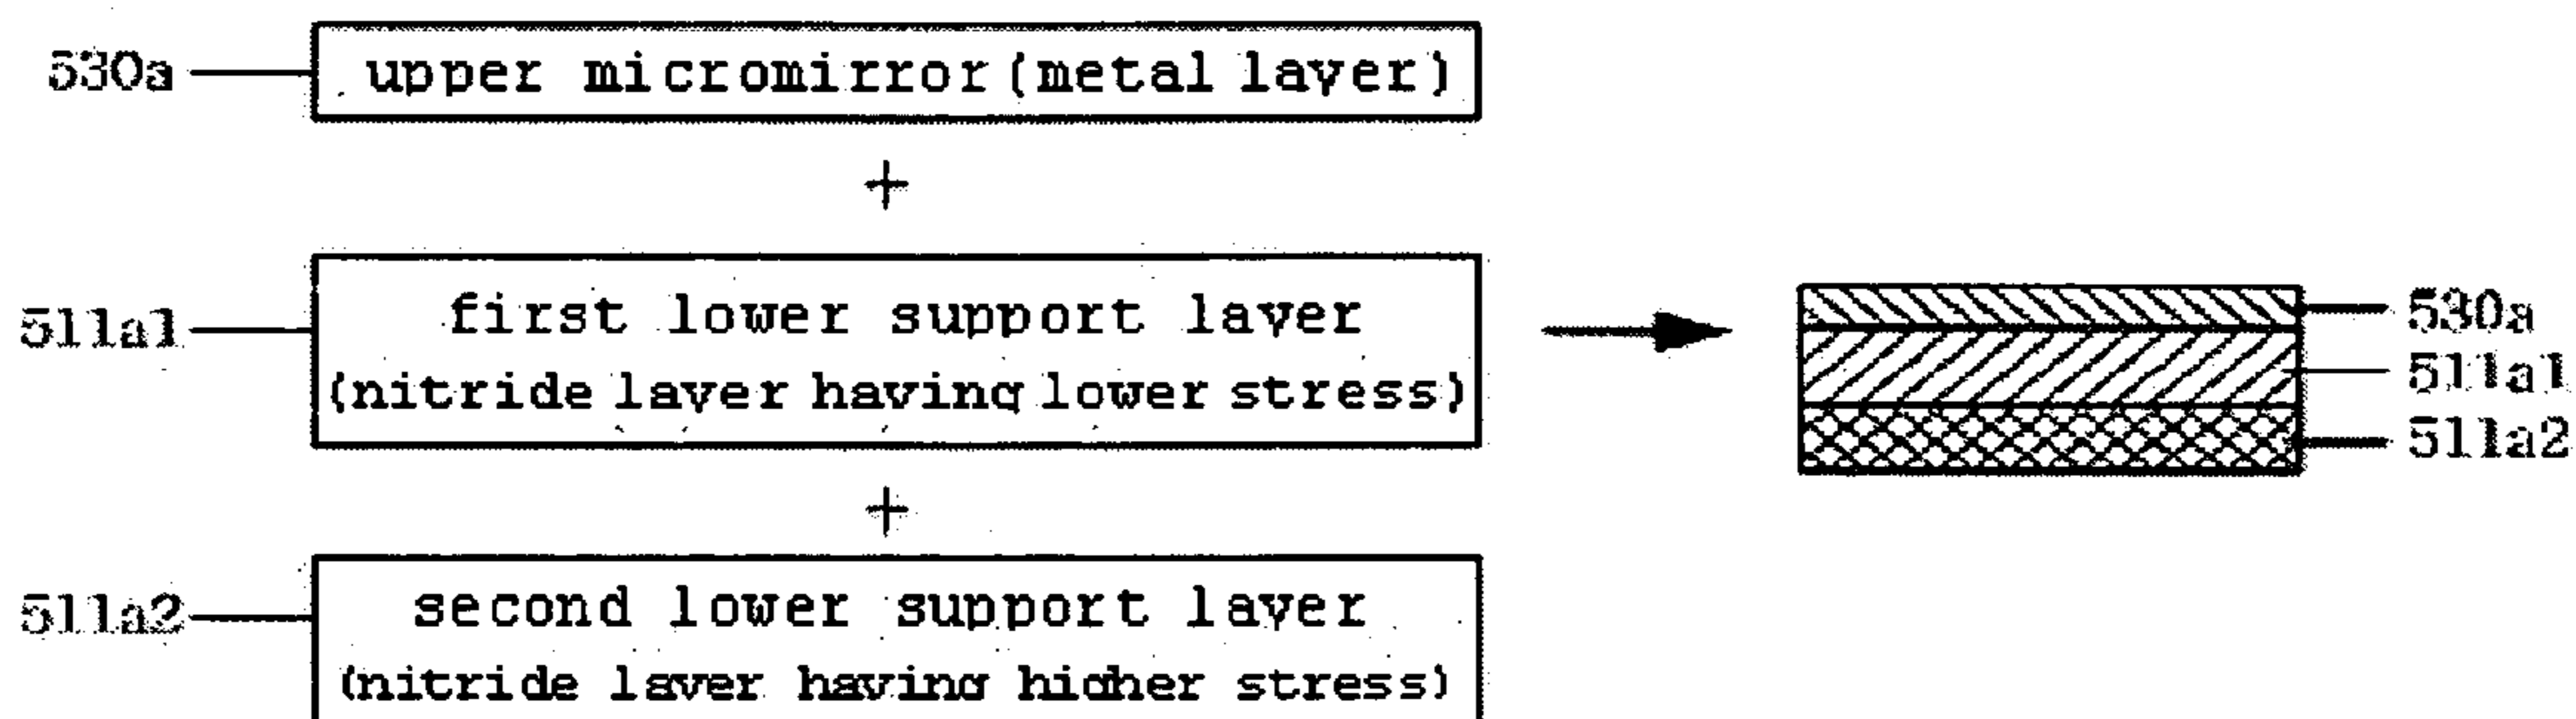 530a
upper micromirror(metal layer)
+
511a1
first lower support layer
(nitride layer having lower stress)
+
511a2
second lower support layer
(nitride layer having higher stress)
530a
511a1
511a2